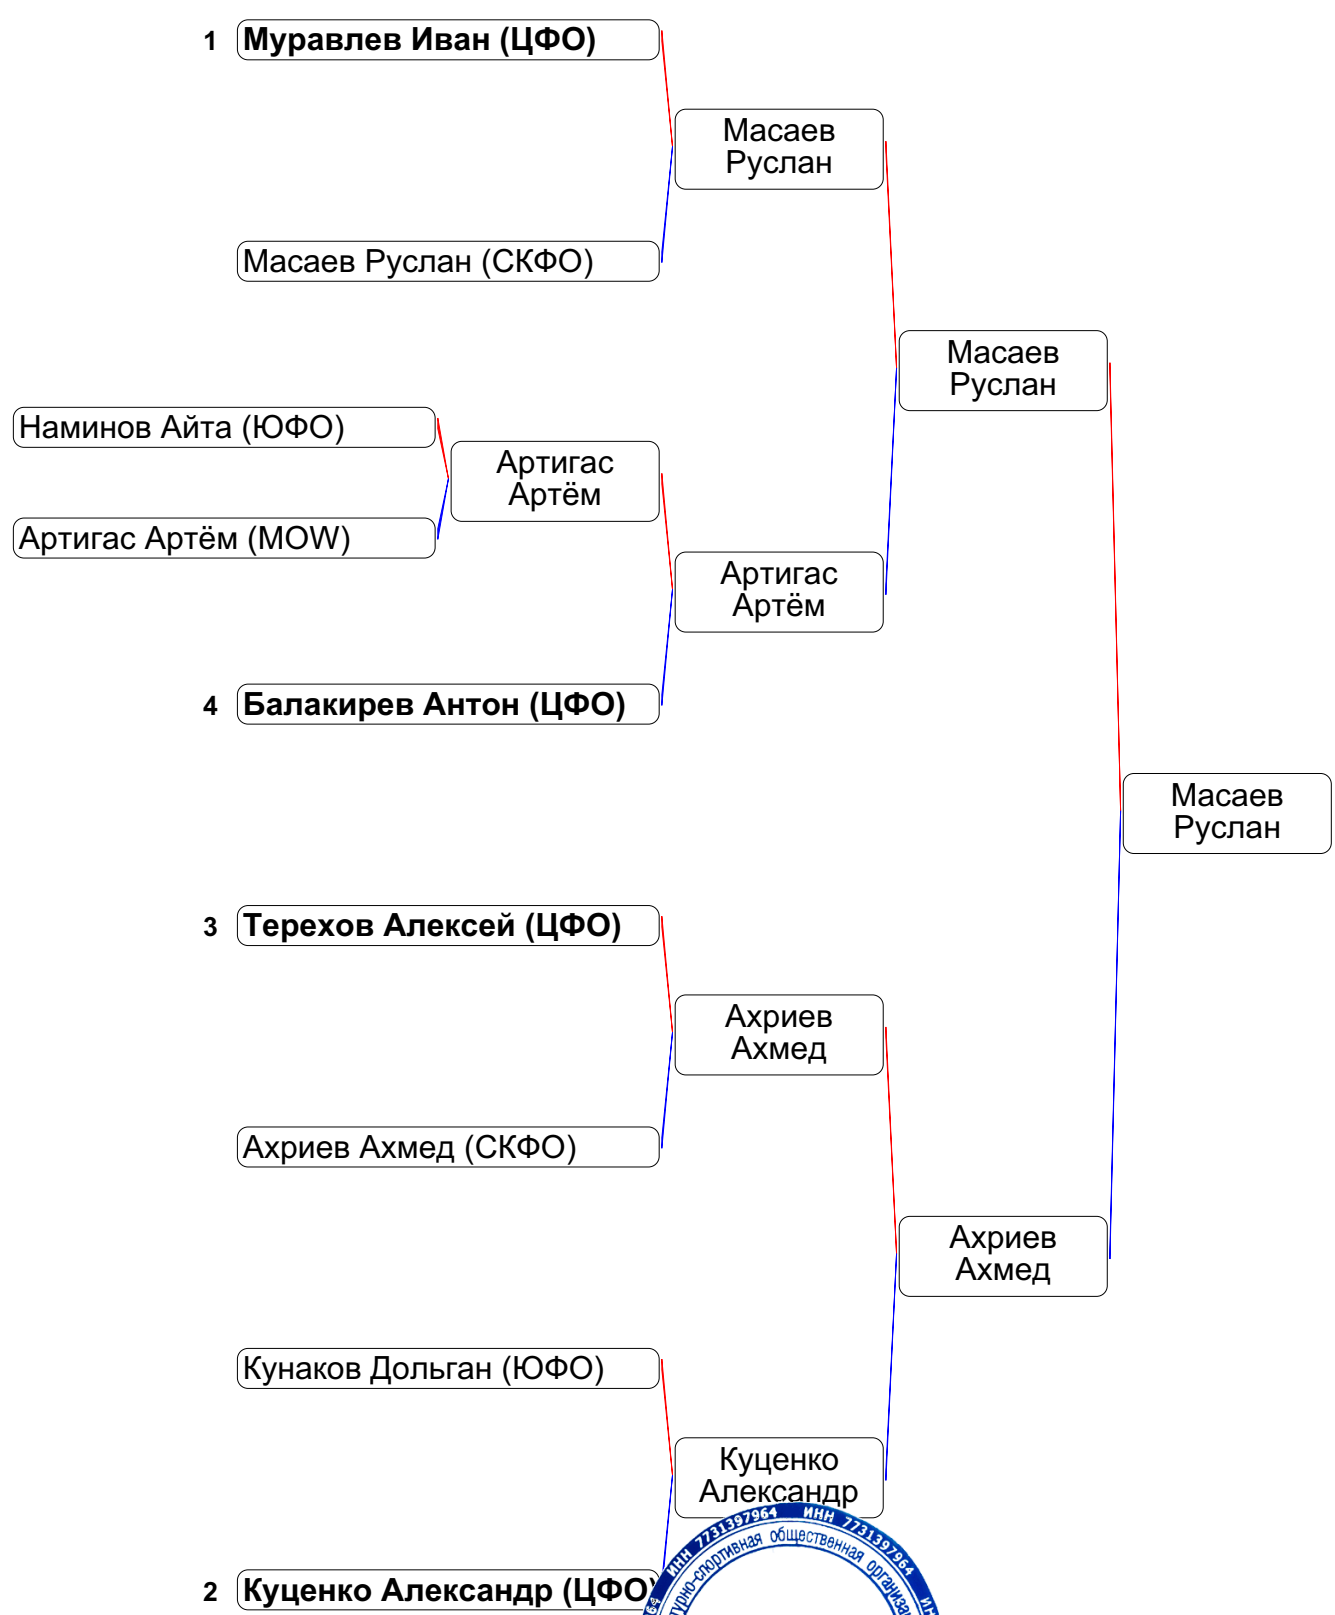 1 Муравлев Иван (ЦФО)
Масаев
Руслан
Масаев Руслан (СКФО)
Масаев
Руслан
Наминов Айта (ЮФО)
Артигас
Артём
Артигас Артём (MOW)
Артигас
Артём
4 Балакирев Антон (ЦФО)
Масаев
Руслан
3 Терехов Алексей (ЦФО)
Ахриев
Ахмед
Ахриев Ахмед (СКФО)
Ахриев
Ахмед
Кунаков Дольган (ЮФО)
Куценко
Александр
2 Куценко Александр (ЦФО)
ИНН 7731397964 ИНН 7731397964
спортивная общественная